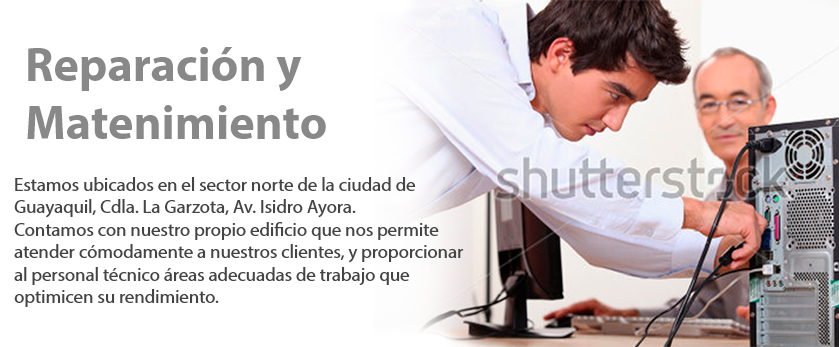 Reparación y
Matenimiento
Estamos ubicados en el sector norte de la ciudad de
Guayaquil, Cdla. La Garzota, Av. Isidro Ayora.
Contamos con nuestro propio edificio que nos permite
atender cómodamente a nuestros clientes, y proporcionar
al personal técnico áreas adecuadas de trabajo que
optimicen su rendimiento.
shutterstock